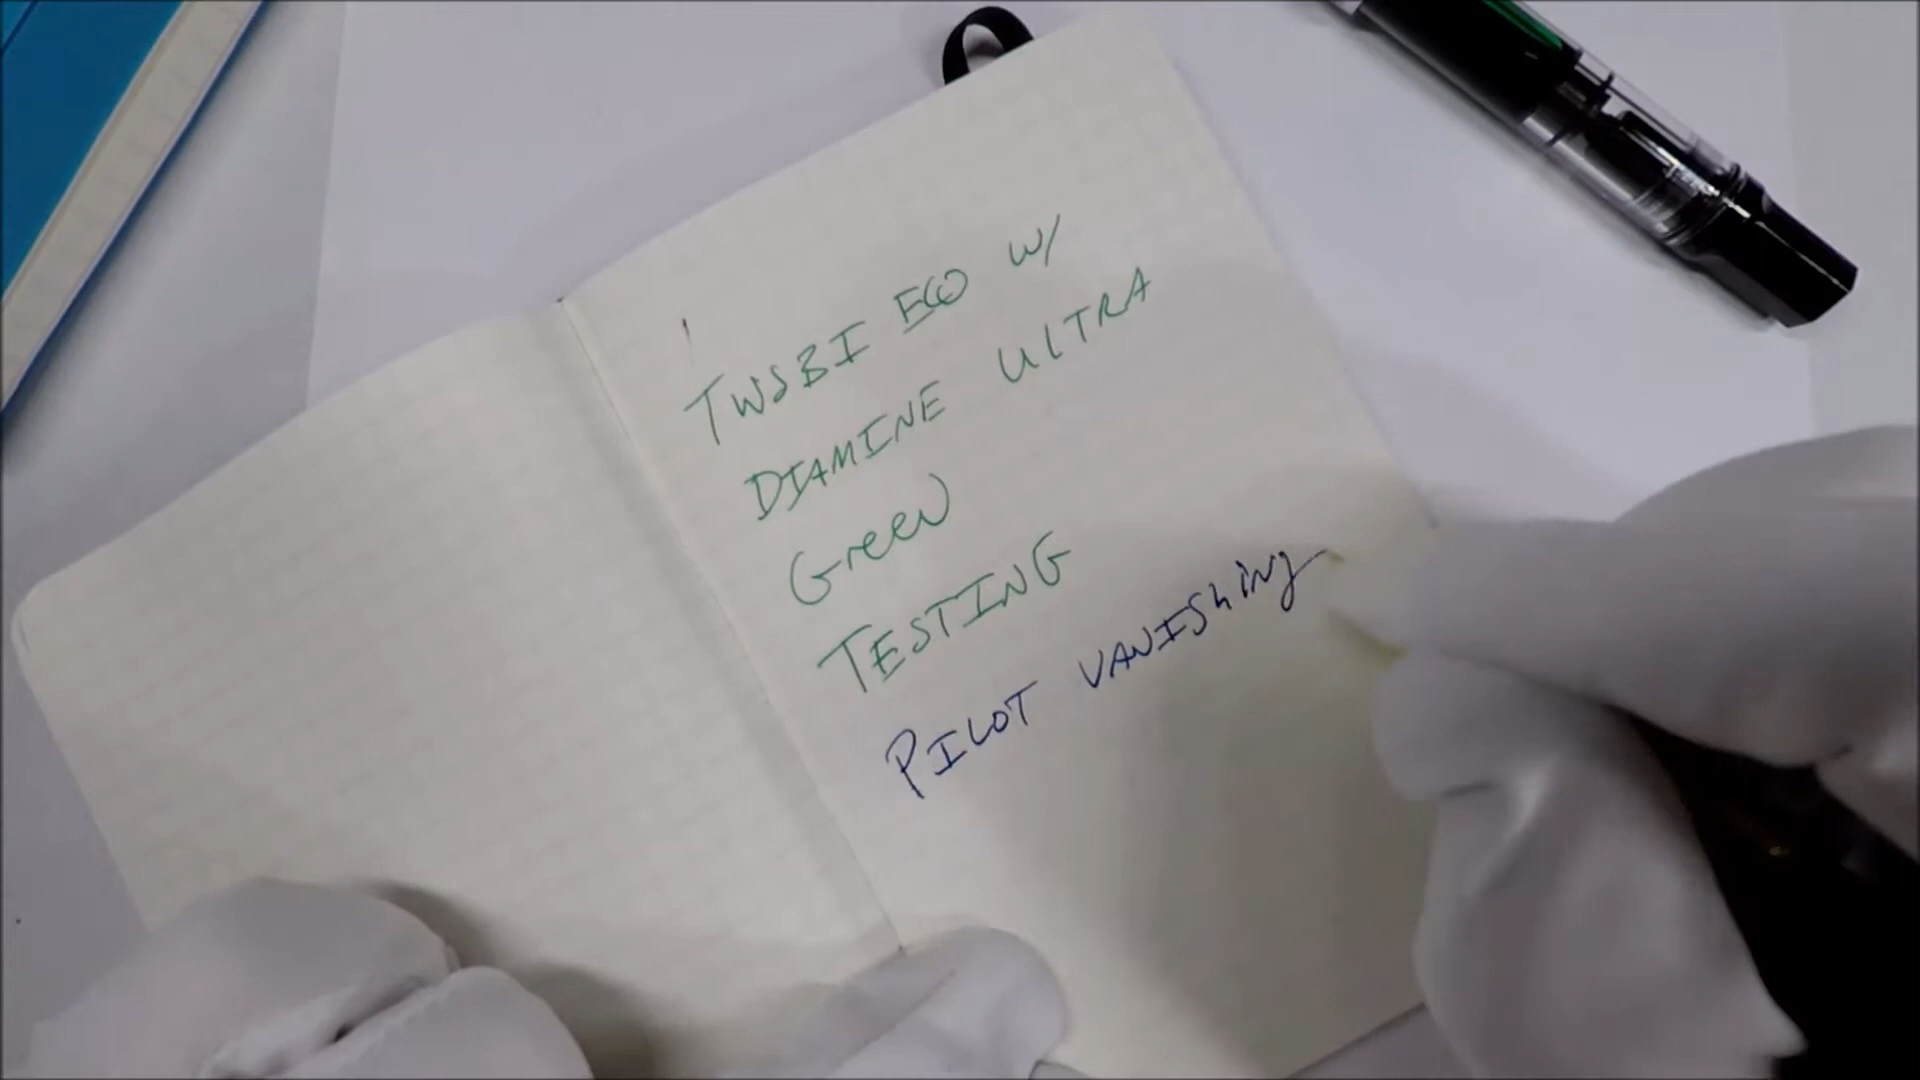 TWSBI ECO w/
DIAMINE ULTRA
GreeN
TESTING
PILOT VANIShing